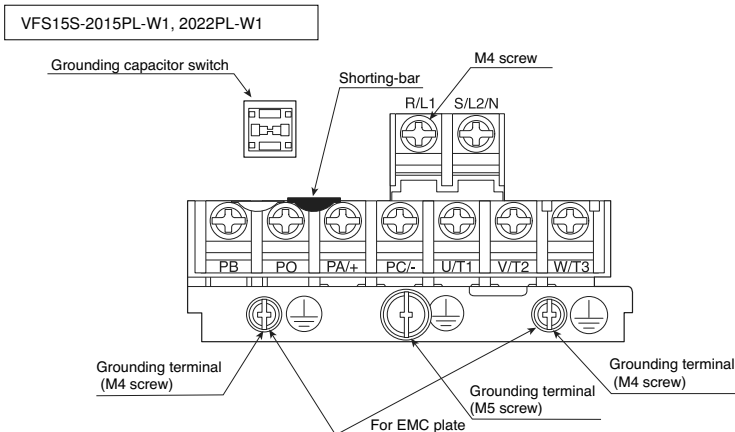 VFS15S-2015PL-W1, 2022PL-W1
Grounding capacitor switch
Shorting-bar
M4 screw
R/L1 S/L2/N
PB PO PA/+ PC/- U/T1 V/T2 W/T3
Grounding terminal
(M4 screw)
Grounding terminal
(M5 screw)
Grounding terminal
(M4 screw)
For EMC plate